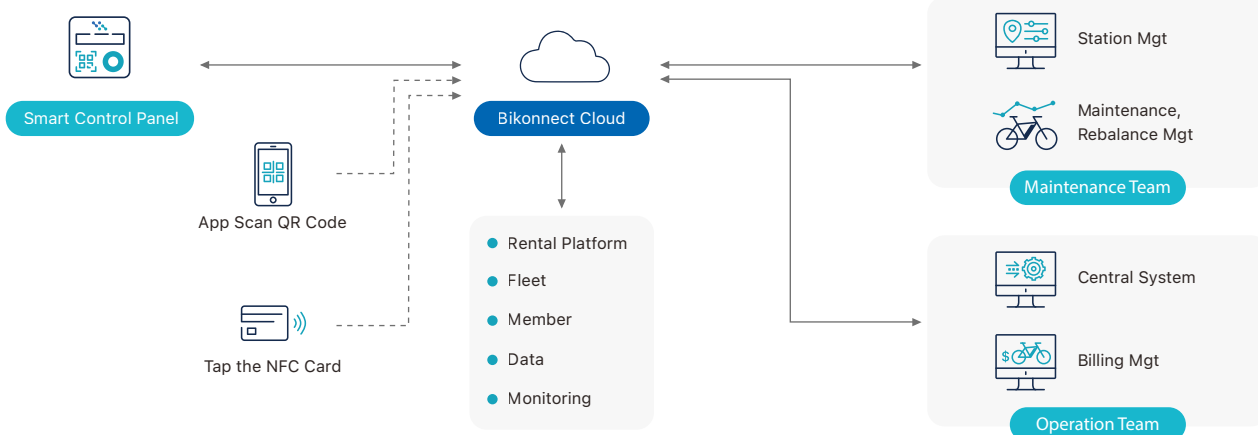 Smart Control Panel
App Scan QR Code
Tap the NFC Card
Bikonnect Cloud
Rental Platform
Fleet
Member
Data
Monitoring
Station Mgt
Maintenance,
Rebalance Mgt
Maintenance Team
Central System
$
Billing Mgt
Operation Team